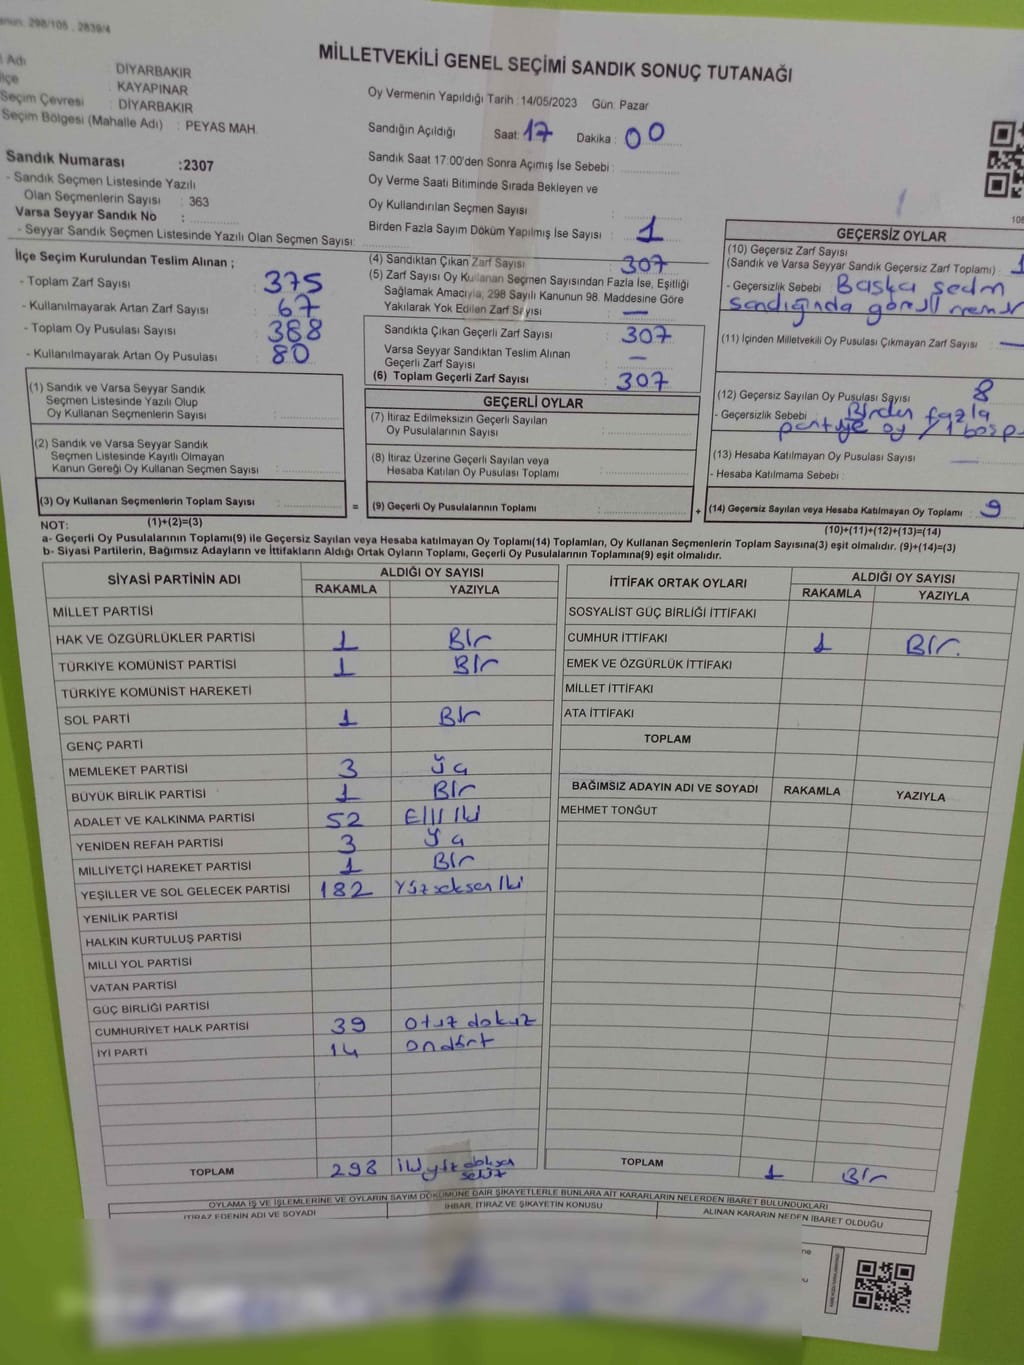 298/105 . 2839/4
MİLLETVEKİLİ GENEL SEÇİMİ SANDIK SONUÇ TUTANAĞI
Adı : DİYARBAKIR
İlçe : KAYAPINAR
Seçim Çevresi : DİYARBAKIR
Seçim Bölgesi (Mahalle Adı) : PEYAS MAH.
Sandık Numarası :2307
- Sandık Seçmen Listesinde Yazılı
Olan Seçmenlerin Sayısı : 363
Varsa Seyyar Sandık No :
- Seyyar Sandık Seçmen Listesinde Yazılı Olan Seçmen Sayısı:
Oy Vermenin Yapıldığı Tarih :14/05/2023 Gün: Pazar
Sandığın Açıldığı Saat: 17 Dakika : 00
Sandık Saat 17:00'den Sonra Açımış İse Sebebi :
Oy Verme Saati Bitiminde Sırada Bekleyen ve
Oy Kullandırılan Seçmen Sayısı :
Birden Fazla Sayım Döküm Yapılmış İse Sayısı : 1
İlçe Seçim Kurulundan Teslim Alınan ;
- Toplam Zarf Sayısı : 375
- Kullanılmayarak Artan Zarf Sayısı : 67
- Toplam Oy Pusulası Sayısı : 388
- Kullanılmayarak Artan Oy Pusulası : 80
(4) Sandıktan Çıkan Zarf Sayısı : 307
(5) Zarf Sayısı Oy Kullanan Seçmen Sayısından Fazla İse, Eşitliği
Sağlamak Amacıyla, 298 Sayılı Kanunun 98. Maddesine Göre
Yakılarak Yok Edilen Zarf Sayısı : —
Sandıkta Çıkan Geçerli Zarf Sayısı : 307
Varsa Seyyar Sandıktan Teslim Alınan
Geçerli Zarf Sayısı : —
(6) Toplam Geçerli Zarf Sayısı : 307
GEÇERSİZ OYLAR
(10) Geçersiz Zarf Sayısı
(Sandık ve Varsa Seyyar Sandık Geçersiz Zarf Toplamı) : 1
- Geçersizlik Sebebi : Başka
sandığında
(11) İçinden Milletvekili Oy Pusulası Çıkmayan Zarf Sayısı : —
(12) Geçersiz Sayılan Oy Pusulası Sayısı : 8
- Geçersizlik Sebebi : Birden fazla
partiye oy / 1
(13) Hesaba Katılmayan Oy Pusulası Sayısı : —
- Hesaba Katılmama Sebebi :
(14) Geçersiz Sayılan veya Hesaba Katılmayan Oy Toplamı : 9
(10)+(11)+(12)+(13)=(14)
(1) Sandık ve Varsa Seyyar Sandık
Seçmen Listesinde Yazılı Olup
Oy Kullanan Seçmenlerin Sayısı :
(2) Sandık ve Varsa Seyyar Sandık
Seçmen Listesinde Kayıtlı Olmayan
Kanun Gereği Oy Kullanan Seçmen Sayısı :
(3) Oy Kullanan Seçmenlerin Toplam Sayısı :
(1)+(2)=(3)
=
GEÇERLİ OYLAR
(7) İtiraz Edilmeksizin Geçerli Sayılan
Oy Pusulalarının Sayısı :
(8) İtiraz Üzerine Geçerli Sayılan veya
Hesaba Katılan Oy Pusulası Toplamı :
(9) Geçerli Oy Pusulalarının Toplamı :
+
NOT:
a- Geçerli Oy Pusulalarının Toplamı(9) ile Geçersiz Sayılan veya Hesaba katılmayan Oy Toplamı(14) Toplamları, Oy Kullanan Seçmenlerin Toplam Sayısına(3) eşit olmalıdır. (9)+(14)=(3)
b- Siyasi Partilerin, Bağımsız Adayların ve İttifakların Aldığı Ortak Oyların Toplamı, Geçerli Oy Pusulalarının Toplamına(9) eşit olmalıdır.
SİYASİ PARTİNİN ADI ALDIĞI OY SAYISI
RAKAMLA YAZIYLA
MİLLET PARTİSİ
HAK VE ÖZGÜRLÜKLER PARTİSİ 1 Bir
TÜRKİYE KOMÜNİST PARTİSİ 1 Bir
TÜRKİYE KOMÜNİST HAREKETİ
SOL PARTİ 1 Bir
GENÇ PARTİ
MEMLEKET PARTİSİ 3 Üç
BÜYÜK BİRLİK PARTİSİ 1 Bir
ADALET VE KALKINMA PARTİSİ 52 Elli iki
YENİDEN REFAH PARTİSİ 3 Üç
MİLLİYETÇİ HAREKET PARTİSİ 1 Bir
YEŞİLLER VE SOL GELECEK PARTİSİ 182 Yüzseksen iki
YENİLİK PARTİSİ
HALKIN KURTULUŞ PARTİSİ
MİLLİ YOL PARTİSİ
VATAN PARTİSİ
GÜÇ BİRLİĞİ PARTİSİ
CUMHURİYET HALK PARTİSİ 39 otuz dokuz
İYİ PARTİ 14 ondört
TOPLAM 298 iki yüz doksan sekiz
İTTİFAK ORTAK OYLARI ALDIĞI OY SAYISI
RAKAMLA YAZIYLA
SOSYALİST GÜÇ BİRLİĞİ İTTİFAKI
CUMHUR İTTİFAKI 1 Bir.
EMEK VE ÖZGÜRLÜK İTTİFAKI
MİLLET İTTİFAKI
ATA İTTİFAKI
TOPLAM
BAĞIMSIZ ADAYIN ADI VE SOYADI RAKAMLA YAZIYLA
MEHMET TONĞUT
TOPLAM 1 Bir
OYLAMA İŞ VE İŞLEMLERİNE VE OYLARIN SAYIM DÖKÜMÜNE DAİR ŞİKAYETLERLE BUNLARA AİT KARARLARIN NELERDEN İBARET BULUNDUKLARI
İTİRAZ EDENİN ADI VE SOYADI İHBAR, İTİRAZ VE ŞİKAYETİN KONUSU ALINAN KARARIN NEDEN İBARET OLDUĞU